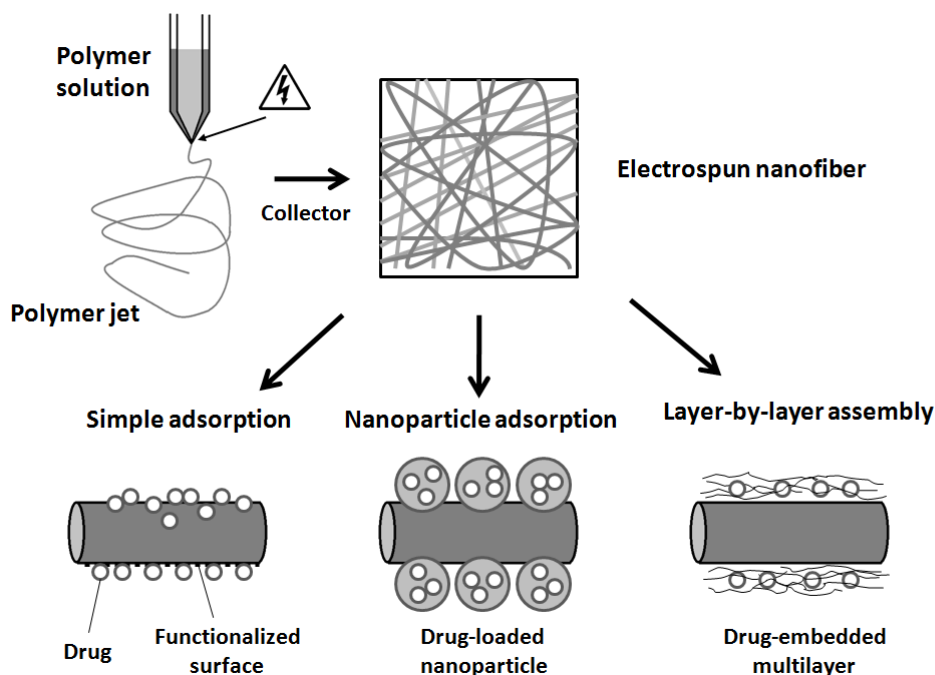 Polymer
solution
Electrospun nanofiber
Collector
Polymer jet
Simple adsorption
Nanoparticle adsorption
Layer-by-layer assembly
Drug
Functionalized
surface
Drug-loaded
nanoparticle
Drug-embedded
multilayer